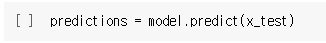 [ ] predictions = model.predict(x_test)